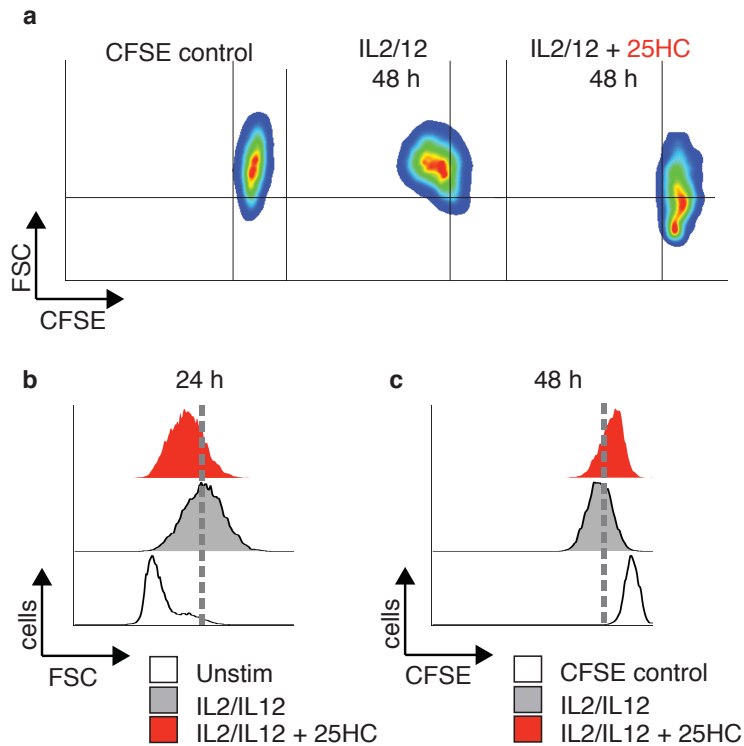 a
CFSE control
IL2/12
48 h
IL2/12 + 25HC
48 h
FSC
CFSE
b
24 h
cells
FSC
Unstim
IL2/IL12
IL2/IL12 + 25HC
c
48 h
cells
CFSE
CFSE control
IL2/IL12
IL2/IL12 + 25HC